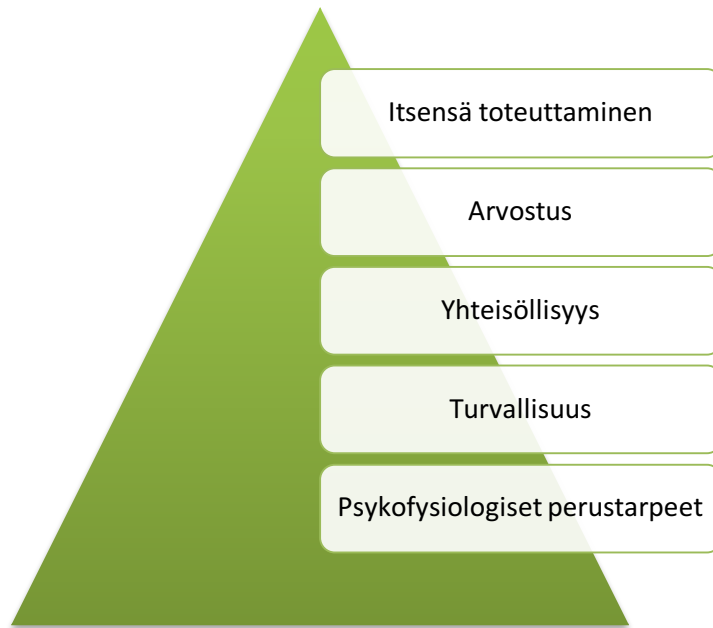 Itsensä toteuttaminen
Arvostus
Yhteisöllisyys
Turvallisuus
Psykofysiologiset perustarpeet